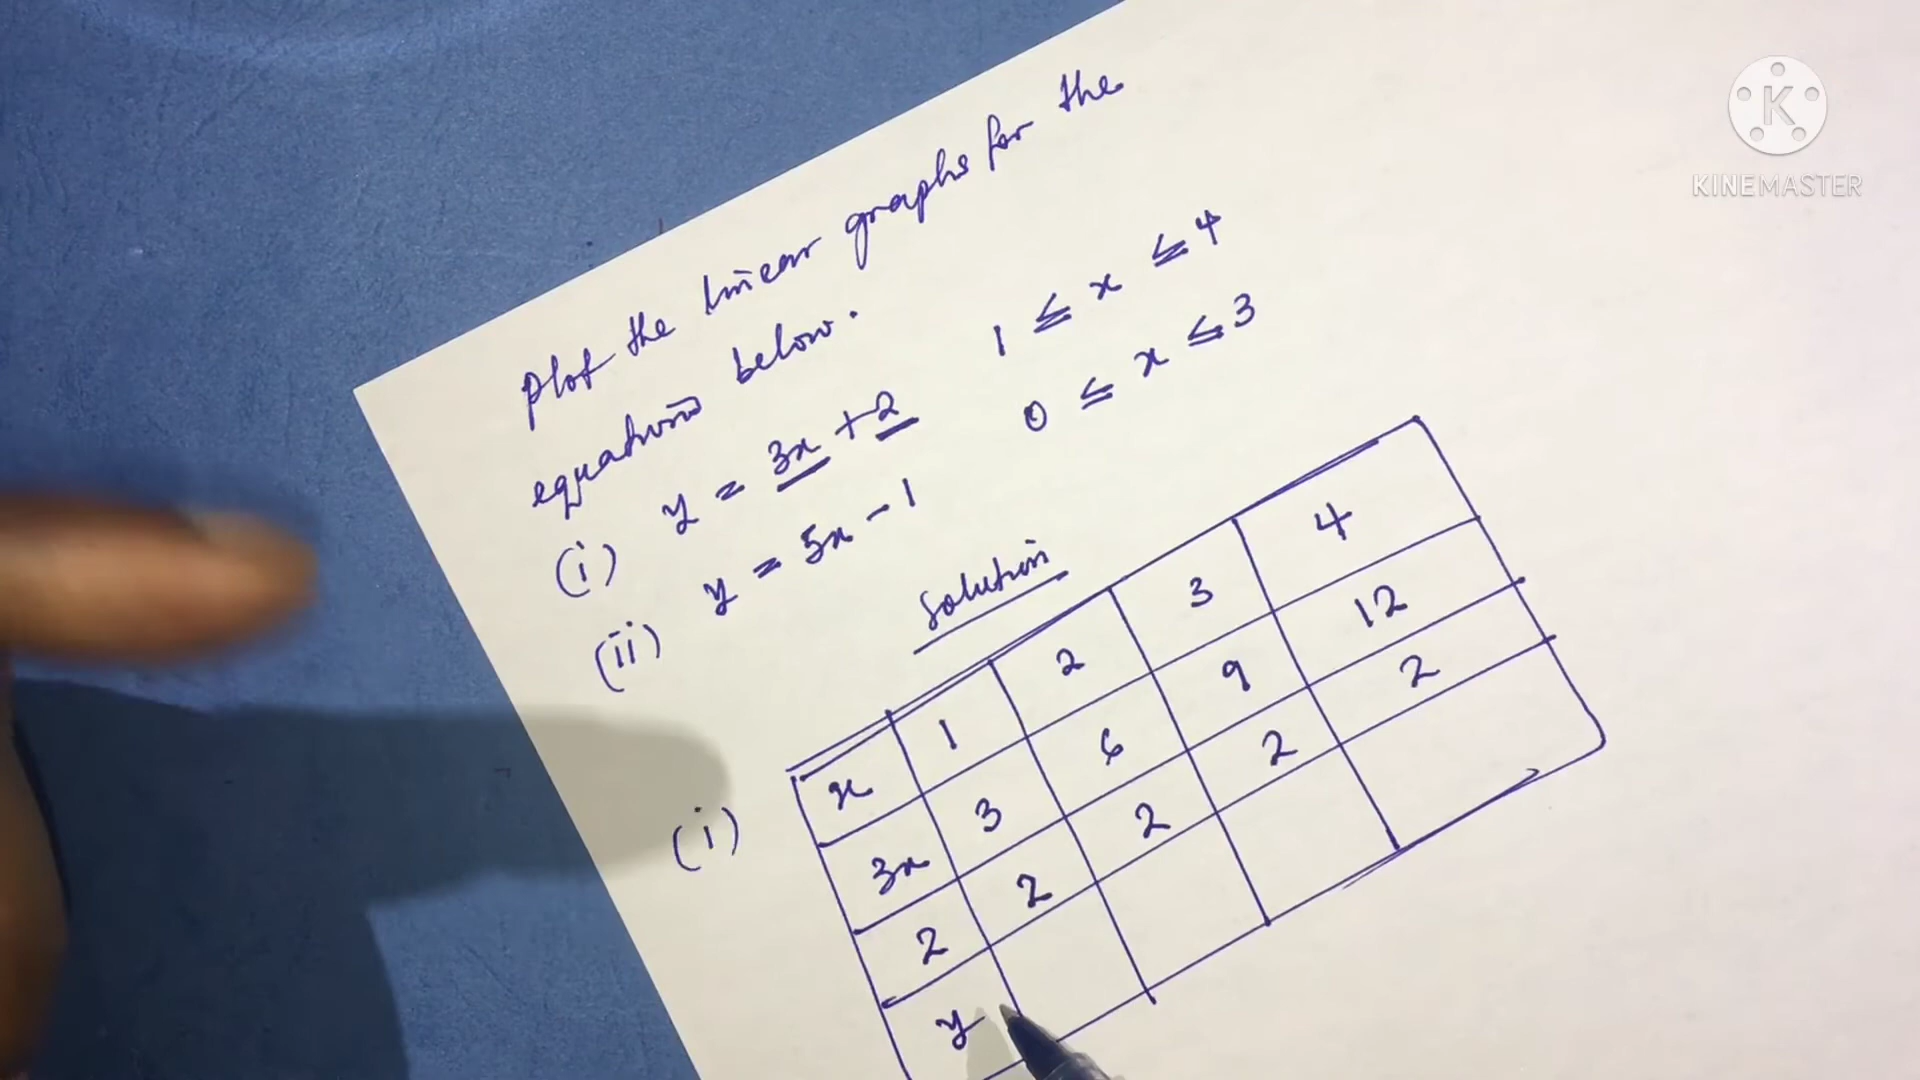 Plot the linear graphs for the
equations below.
(i) y = 3x + 2 1 ≤ x ≤ 4
(ii) y = 5x - 1 0 ≤ x ≤ 3
Solution
(i)
x 1 2 3 4
3x 3 6 9 12
2 2 2 2 2
y
K
KINEMASTER